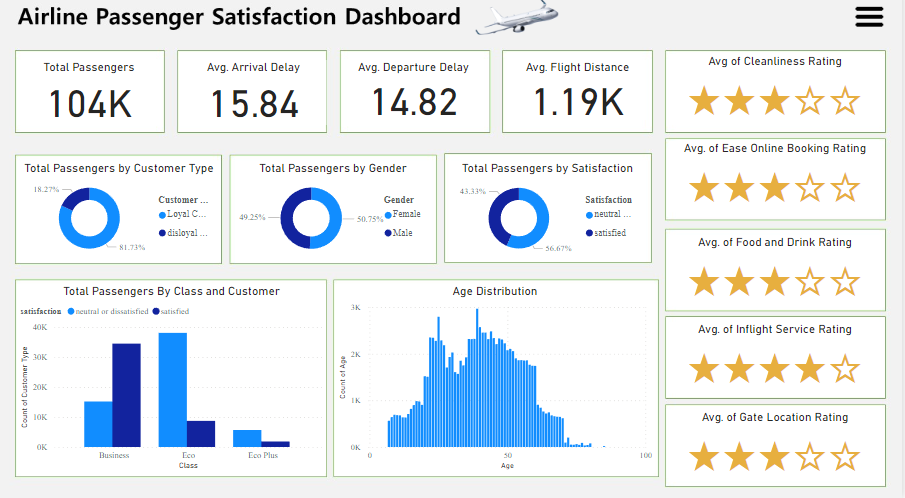 Airline Passenger Satisfaction Dashboard
Total Passengers
104K
Avg. Arrival Delay
15.84
Avg. Departure Delay
14.82
Avg. Flight Distance
1.19K
Avg of Cleanliness Rating
Avg. of Ease Online Booking Rating
Avg. of Food and Drink Rating
Avg. of Inflight Service Rating
Avg. of Gate Location Rating
Total Passengers by Customer Type
18.27%
81.73%
Customer ...
Loyal C...
disloyal ...
Total Passengers by Gender
49.25%
50.75%
Gender
Female
Male
Total Passengers by Satisfaction
43.33%
56.67%
Satisfaction
neutral ...
satisfied
Total Passengers By Class and Customer
satisfaction
neutral or dissatisfied
satisfied
Count of Customer Type
40K
30K
20K
10K
0K
Business
Eco
Eco Plus
Class
Age Distribution
Count of Age
3K
2K
1K
0K
0
50
100
Age